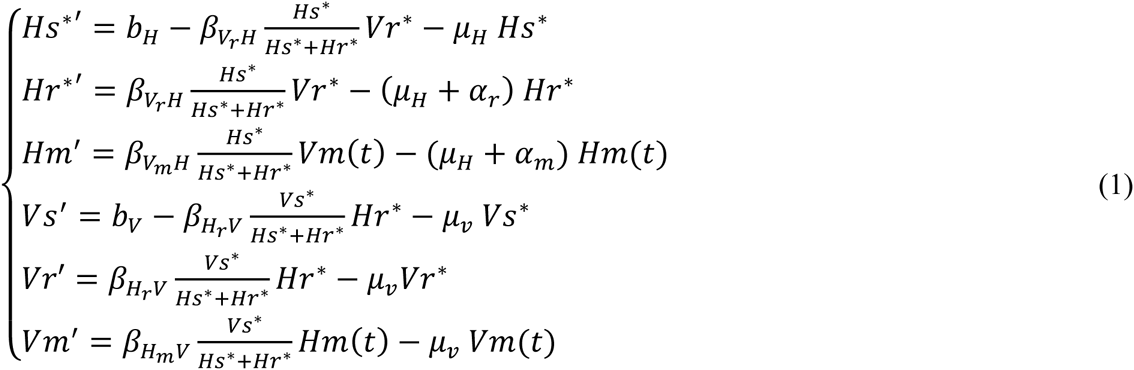 Hs*′ = b_H − β_{V_rH} Hs*/(Hs*+Hr*) Vr* − μ_H Hs*
Hr*′ = β_{V_rH} Hs*/(Hs*+Hr*) Vr* − (μ_H + α_r) Hr*
Hm′ = β_{V_mH} Hs*/(Hs*+Hr*) Vm(t) − (μ_H + α_m) Hm(t)
Vs′ = b_V − β_{H_rV} Vs*/(Hs*+Hr*) Hr* − μ_v Vs*
Vr′ = β_{H_rV} Vs*/(Hs*+Hr*) Hr* − μ_v Vr*
Vm′ = β_{H_mV} Vs*/(Hs*+Hr*) Hm(t) − μ_v Vm(t)
(1)